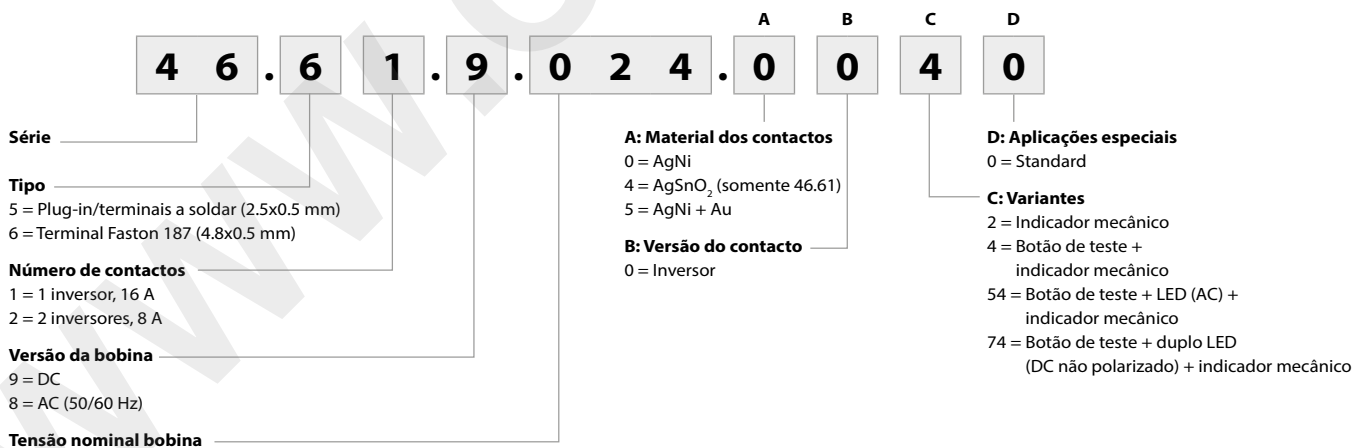 A B C D
4 6 . 6 1 . 9 . 0 2 4 . 0 0 4 0
Série
Tipo
5 = Plug-in/terminais a soldar (2.5x0.5 mm)
6 = Terminal Faston 187 (4.8x0.5 mm)
Número de contactos
1 = 1 inversor, 16 A
2 = 2 inversores, 8 A
Versão da bobina
9 = DC
8 = AC (50/60 Hz)
Tensão nominal bobina
A: Material dos contactos
0 = AgNi
4 = AgSnO₂ (somente 46.61)
5 = AgNi + Au
B: Versão do contacto
0 = Inversor
D: Aplicações especiais
0 = Standard
C: Variantes
2 = Indicador mecânico
4 = Botão de teste +
indicador mecânico
54 = Botão de teste + LED (AC) +
indicador mecânico
74 = Botão de teste + duplo LED
(DC não polarizado) + indicador mecânico